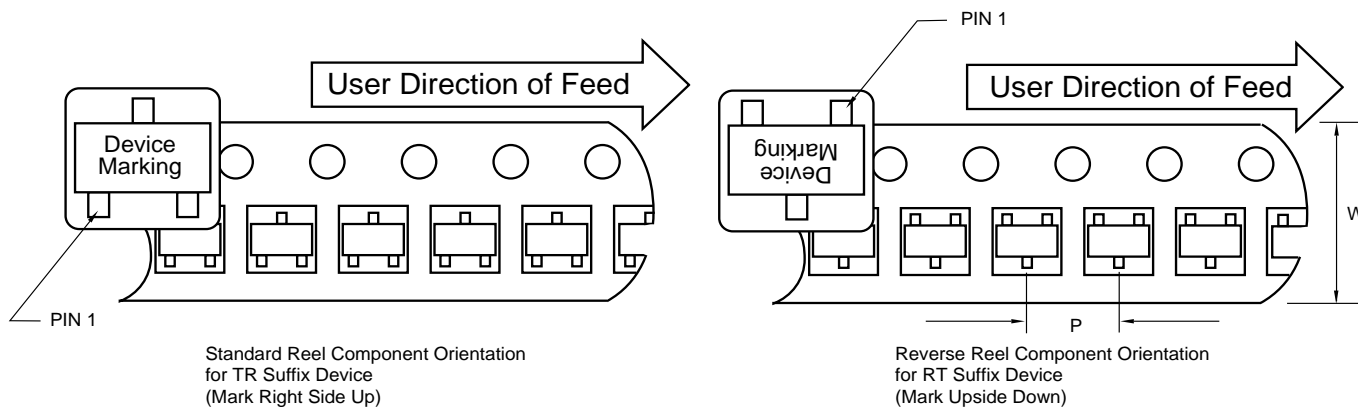 PIN 1
User Direction of Feed
Device
Marking
PIN 1
Standard Reel Component Orientation
for TR Suffix Device
(Mark Right Side Up)
User Direction of Feed
Device
Marking
W
P
Reverse Reel Component Orientation
for RT Suffix Device
(Mark Upside Down)